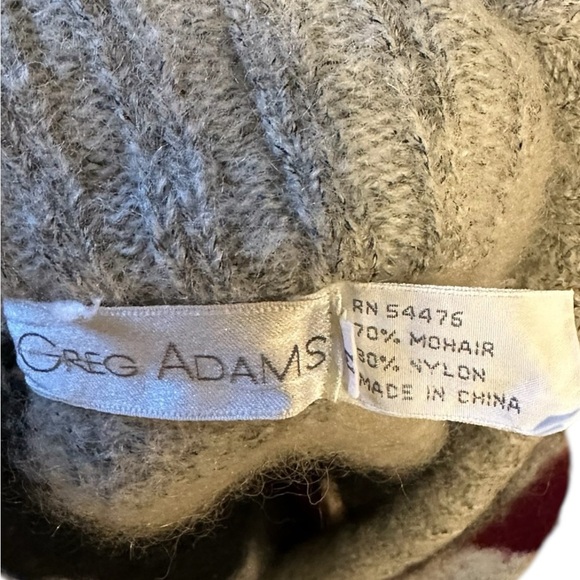 GREG ADAMS
RN 54476
70% MOHAIR
30% NYLON
MADE IN CHINA